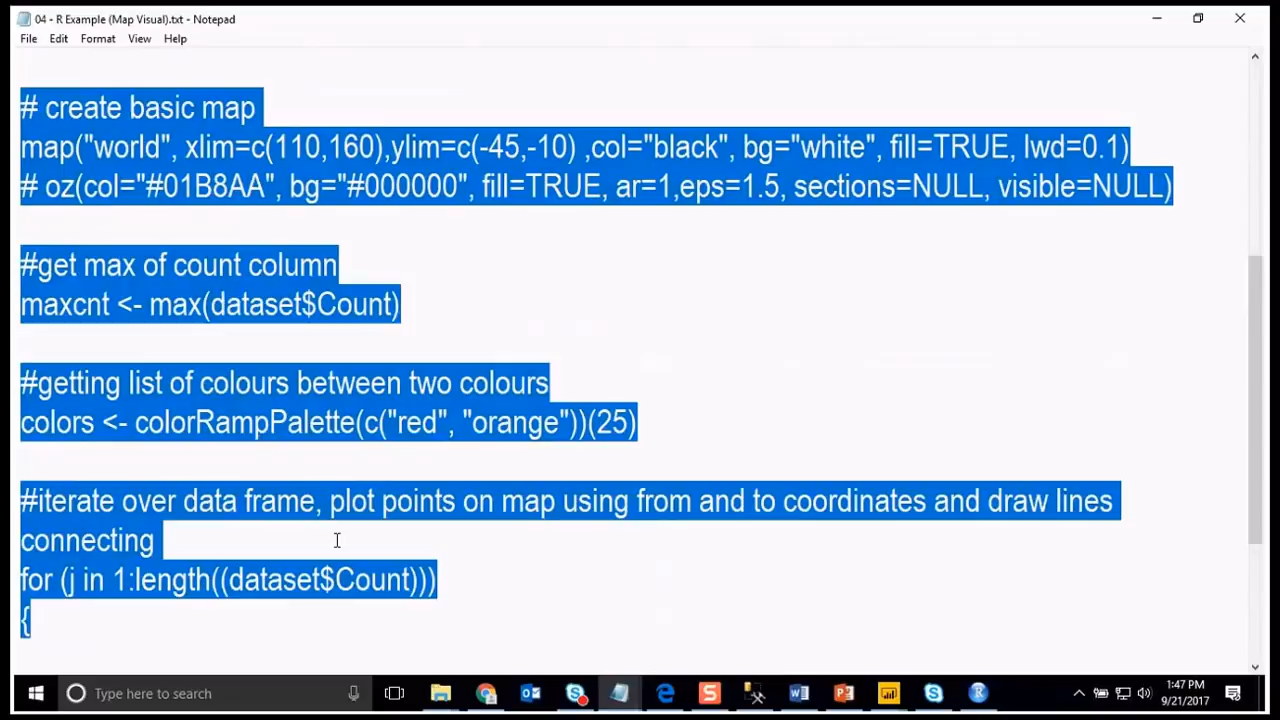 04 - R Example (Map Visual).txt - Notepad
File Edit Format View Help
# create basic map
map("world", xlim=c(110,160),ylim=c(-45,-10) ,col="black", bg="white", fill=TRUE, lwd=0.1)
# oz(col="#01B8AA", bg="#000000", fill=TRUE, ar=1,eps=1.5, sections=NULL, visible=NULL)
#get max of count column
maxcnt <- max(dataset$Count)
#getting list of colours between two colours
colors <- colorRampPalette(c("red", "orange"))(25)
#iterate over data frame, plot points on map using from and to coordinates and draw lines
connecting
for (j in 1:length((dataset$Count)))
{
Type here to search
1:47 PM
9/21/2017